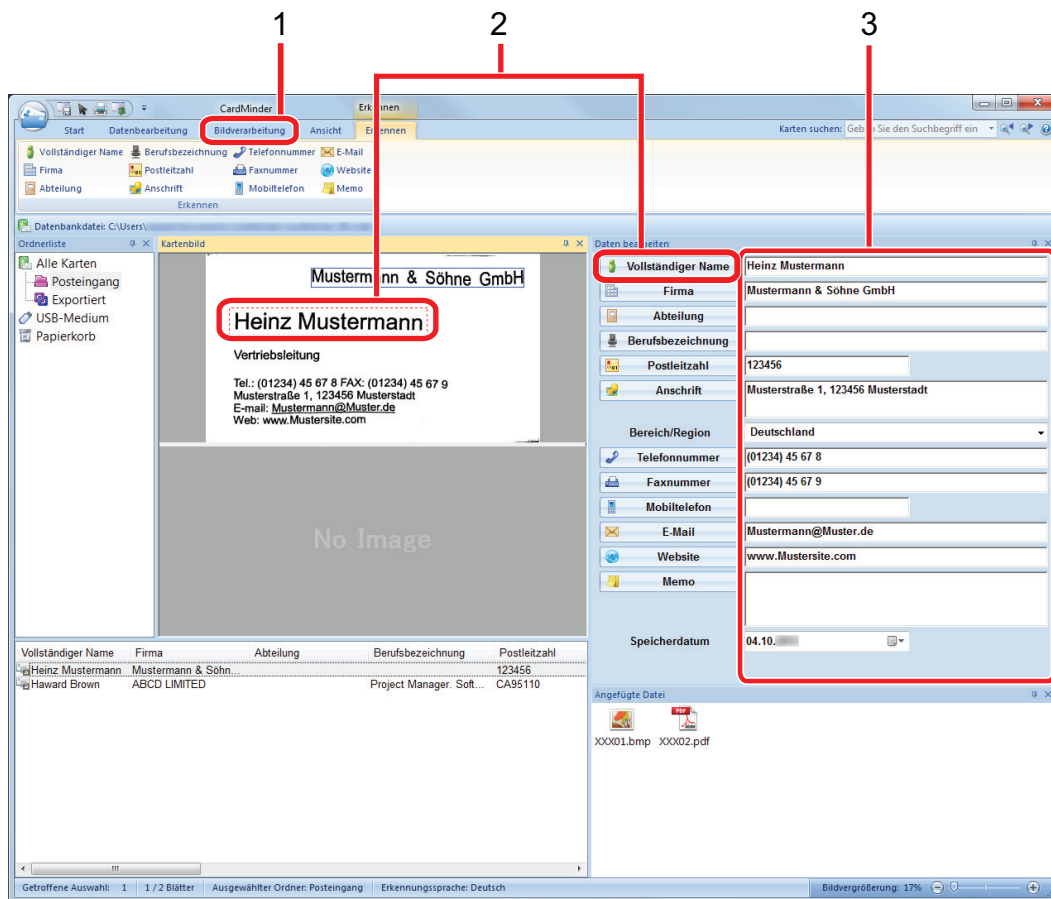 1 2 3
CardMinder Erkennen
Start Datenbearbeitung Bildverarbeitung Ansicht Erkennen
Karten suchen: Geben Sie den Suchbegriff ein
Vollständiger Name Berufsbezeichnung Telefonnummer E-Mail
Firma Postleitzahl Faxnummer Website
Abteilung Anschrift Mobiltelefon Memo
Erkennen
Datenbankdatei: C:\Users\
Ordnerliste
Alle Karten
Posteingang
Exportiert
USB-Medium
Papierkorb
Kartenbild
Mustermann & Söhne GmbH
Heinz Mustermann
Vertriebsleitung
Tel.: (01234) 45 67 8 FAX: (01234) 45 67 9
Musterstraße 1, 123456 Musterstadt
E-mail: Mustermann@Muster.de
Web: www.Mustersite.com
No Image
Daten bearbeiten
Vollständiger Name Heinz Mustermann
Firma Mustermann & Söhne GmbH
Abteilung
Berufsbezeichnung
Postleitzahl 123456
Anschrift Musterstraße 1, 123456 Musterstadt
Bereich/Region Deutschland
Telefonnummer (01234) 45 67 8
Faxnummer (01234) 45 67 9
Mobiltelefon
E-Mail Mustermann@Muster.de
Website www.Mustersite.com
Memo
Speicherdatum 04.10.
Vollständiger Name Firma Abteilung Berufsbezeichnung Postleitzahl
Heinz Mustermann Mustermann & Söhn... 123456
Haward Brown ABCD LIMITED Project Manager. Soft... CA95110
Angefügte Datei
XXX01.bmp XXX02.pdf
Getroffene Auswahl: 1 1 / 2 Blätter Ausgewählter Ordner: Posteingang Erkennungssprache: Deutsch Bildvergrößerung: 17%